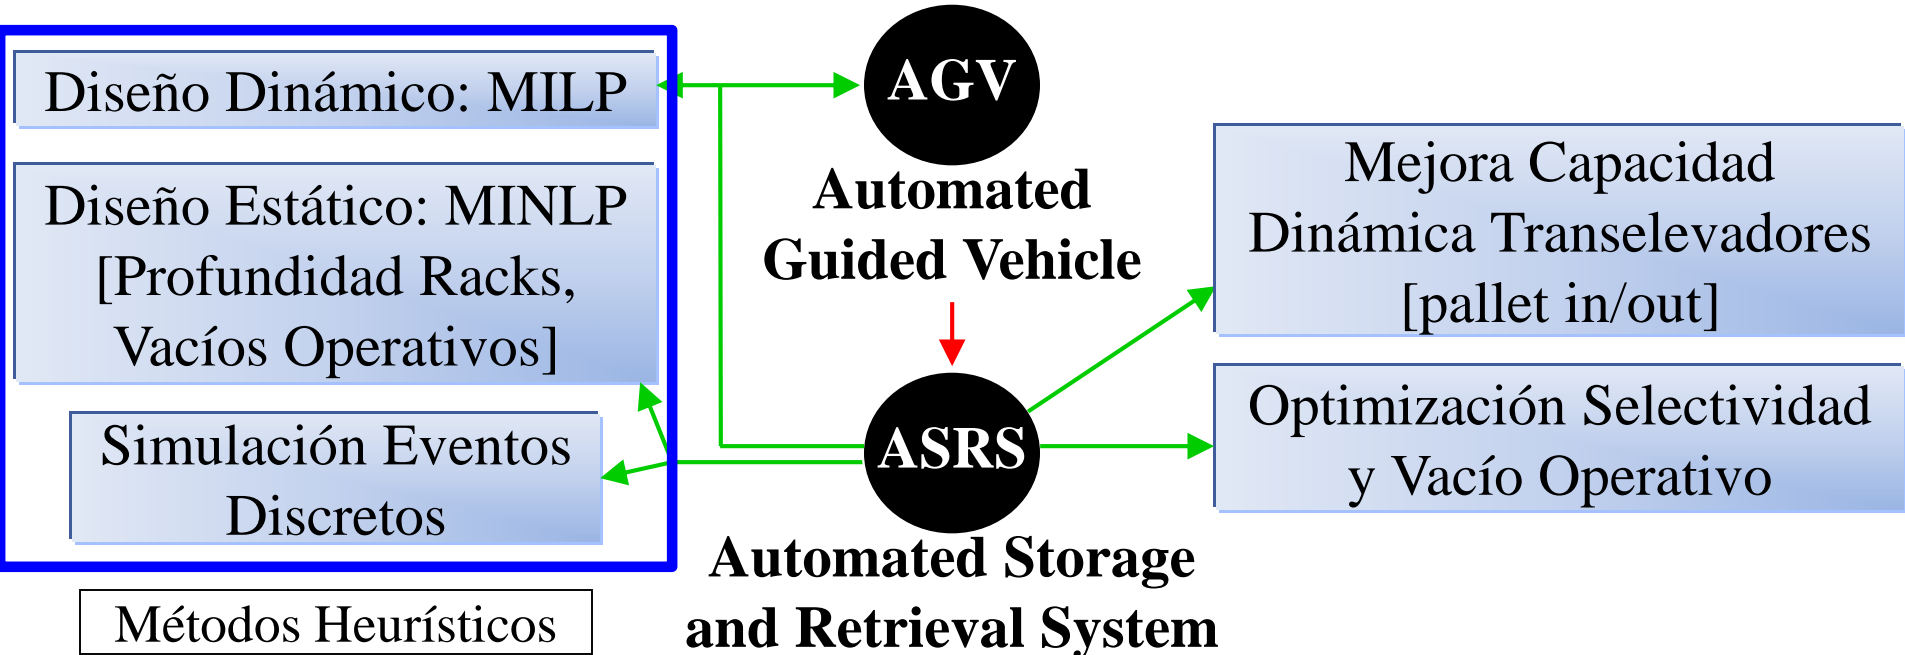 Diseño Dinámico: MILP
Diseño Estático: MINLP
[Profundidad Racks,
Vacíos Operativos]
Simulación Eventos
Discretos
Métodos Heurísticos
AGV
Automated
Guided Vehicle
ASRS
Automated Storage
and Retrieval System
Mejora Capacidad
Dinámica Transelevadores
[pallet in/out]
Optimización Selectividad
y Vacío Operativo